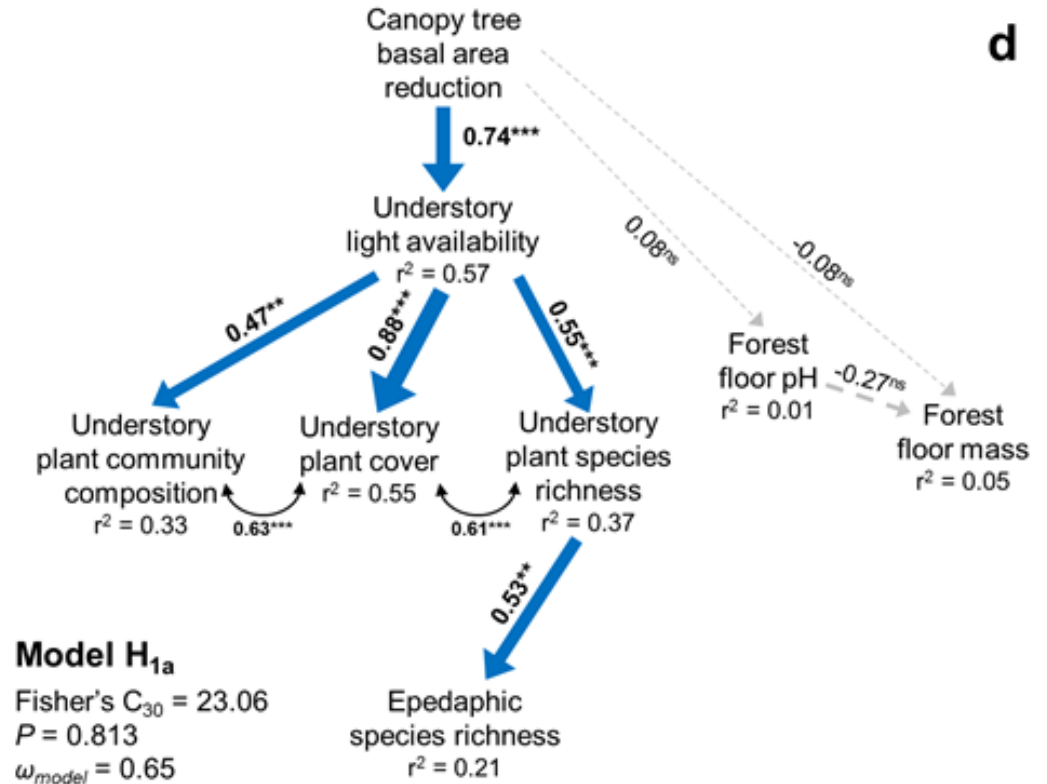 Canopy tree
basal area
reduction
d
0.74***
Understory
light availability
r² = 0.57
0.08ⁿˢ
-0.08ⁿˢ
0.47**
0.88***
0.55***
Forest
floor pH
r² = 0.01
-0.27ⁿˢ
Forest
floor mass
r² = 0.05
Understory
plant community
composition
r² = 0.33
Understory
plant cover
r² = 0.55
Understory
plant species
richness
r² = 0.37
0.63***
0.61***
0.53**
Model H₁ₐ
Fisher's C₃₀ = 23.06
P = 0.813
ω_model = 0.65
Epedaphic
species richness
r² = 0.21